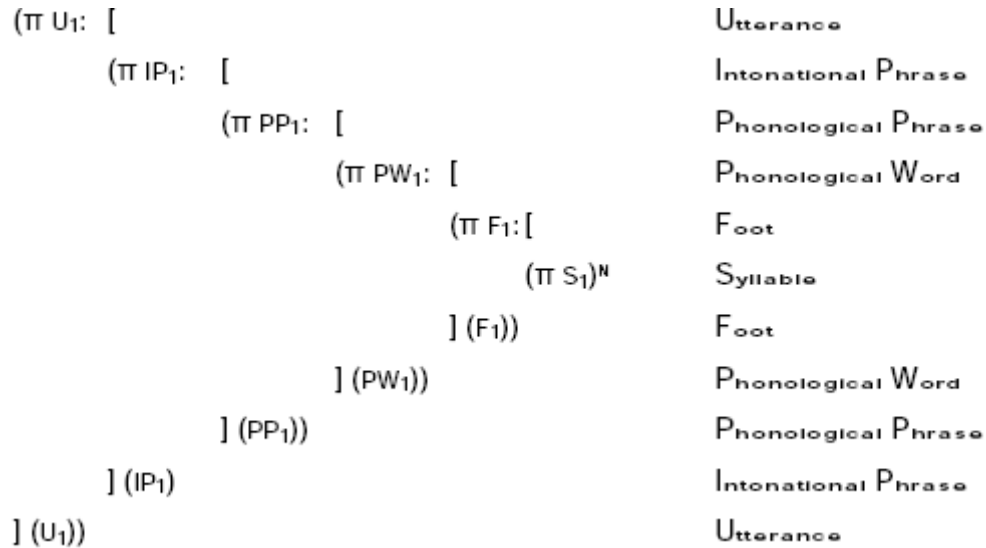 (π U₁: [ Utterance
(π IP₁: [ Intonational Phrase
(π PP₁: [ Phonological Phrase
(π PW₁: [ Phonological Word
(π F₁: [ Foot
(π S₁)ᴺ Syllable
] (F₁)) Foot
] (PW₁)) Phonological Word
] (PP₁)) Phonological Phrase
] (IP₁) Intonational Phrase
] (U₁)) Utterance